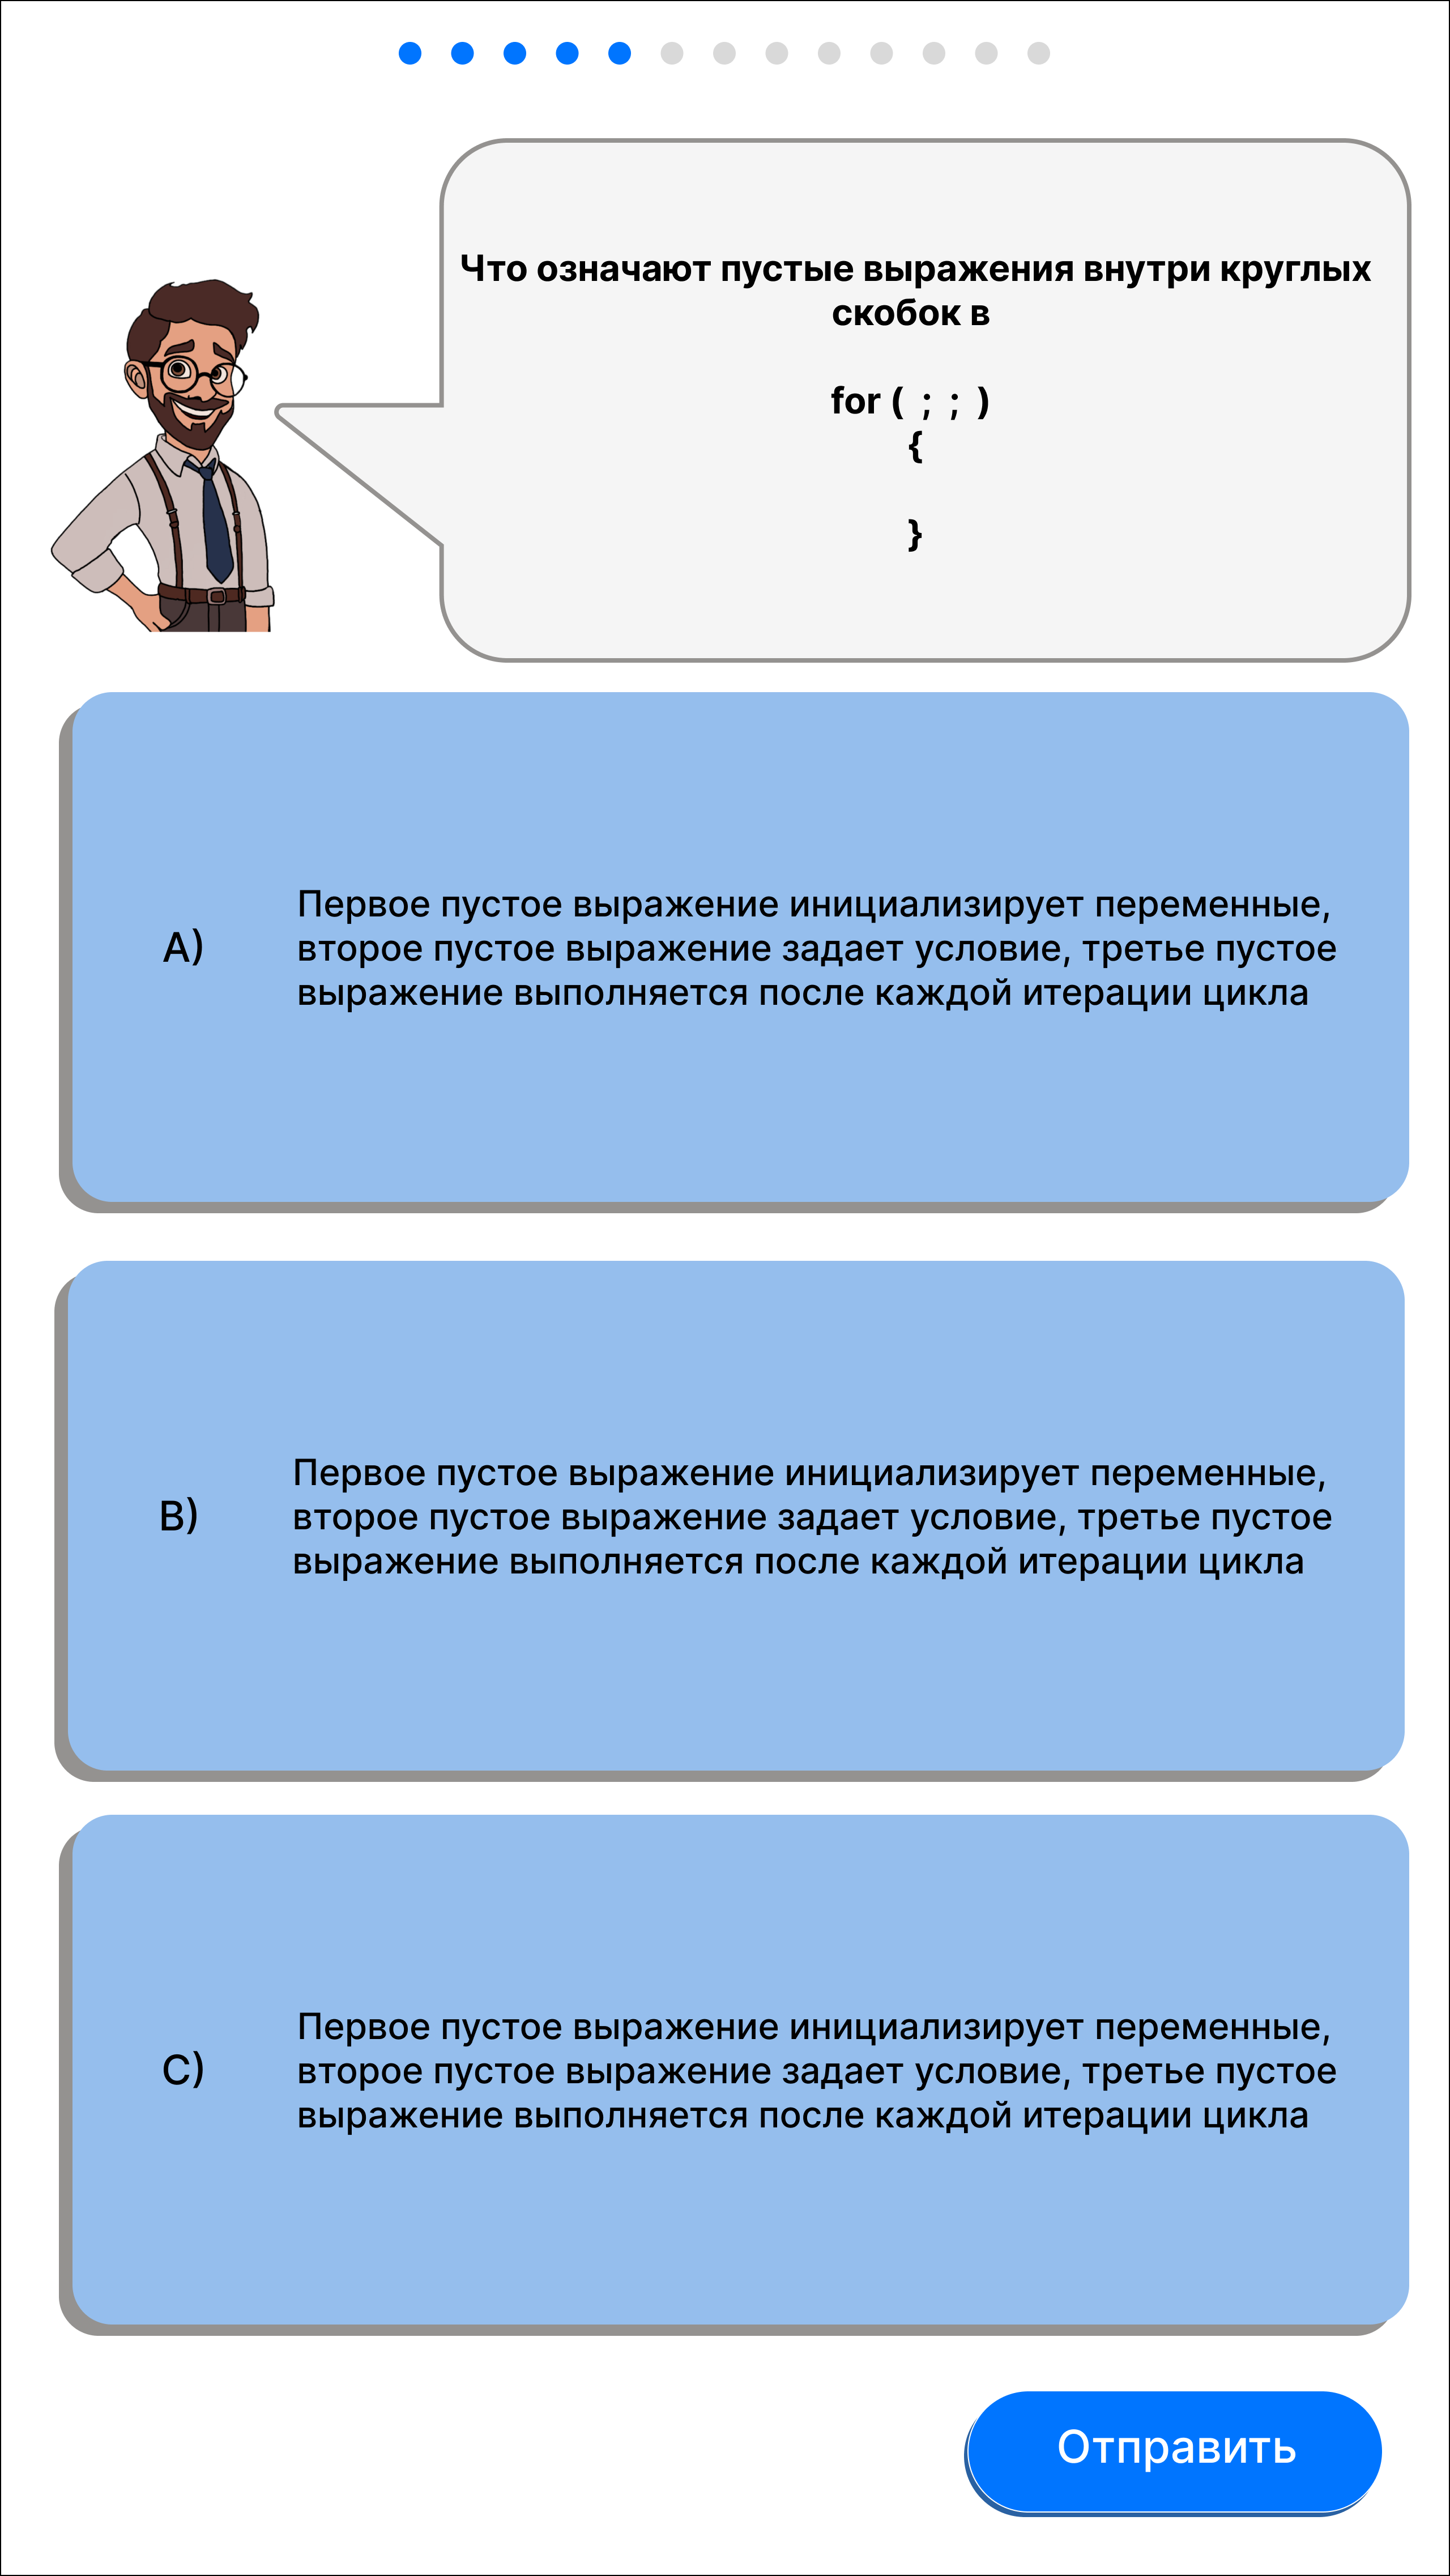 Что означают пустые выражения внутри круглых
скобок в
for ( ; ; )
{
}
A)
Первое пустое выражение инициализирует переменные,
второе пустое выражение задает условие, третье пустое
выражение выполняется после каждой итерации цикла
B)
Первое пустое выражение инициализирует переменные,
второе пустое выражение задает условие, третье пустое
выражение выполняется после каждой итерации цикла
C)
Первое пустое выражение инициализирует переменные,
второе пустое выражение задает условие, третье пустое
выражение выполняется после каждой итерации цикла
Отправить